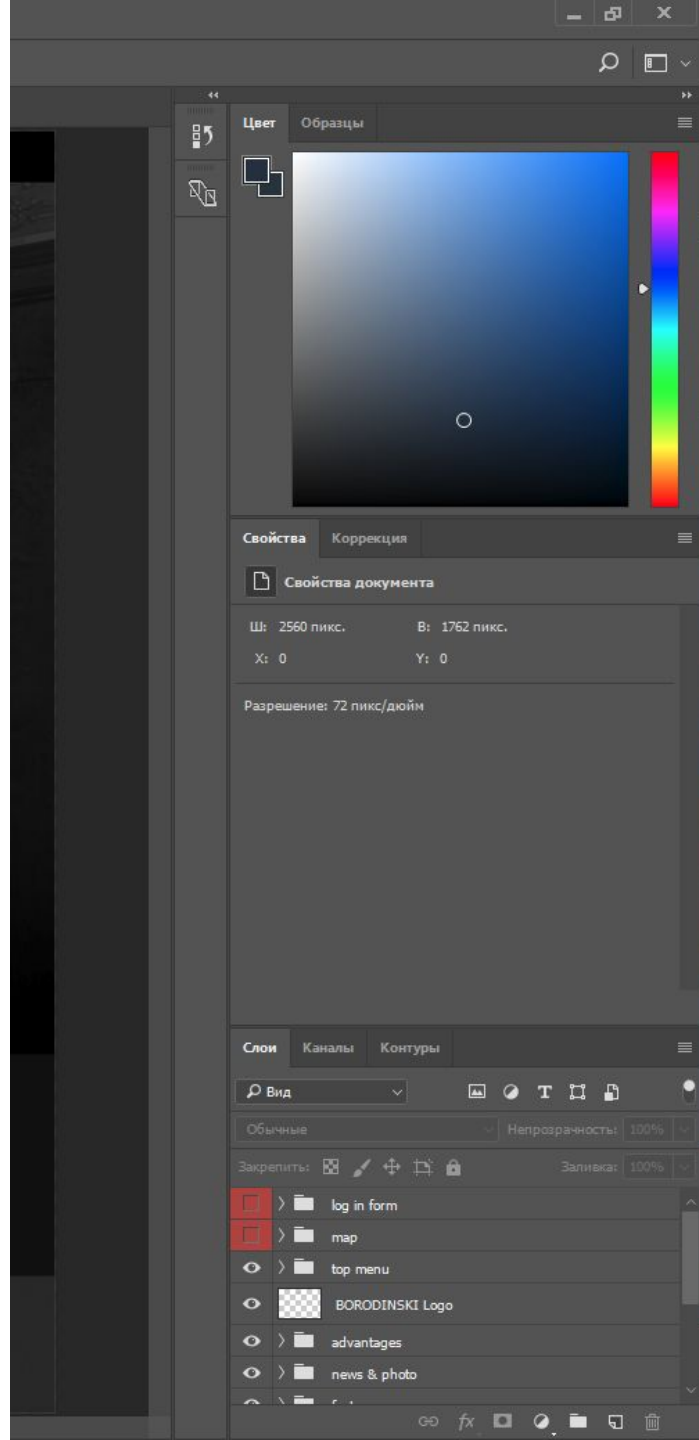 Цвет Образцы
Свойства Коррекция
Свойства документа
Ш: 2560 пикс. В: 1762 пикс.
X: 0 Y: 0
Разрешение: 72 пикс/дюйм
Слои Каналы Контуры
Вид
Обычные Непрозрачность: 100%
Закрепить: Заливка: 100%
log in form
map
top menu
BORODINSKI Logo
advantages
news & photo
fx